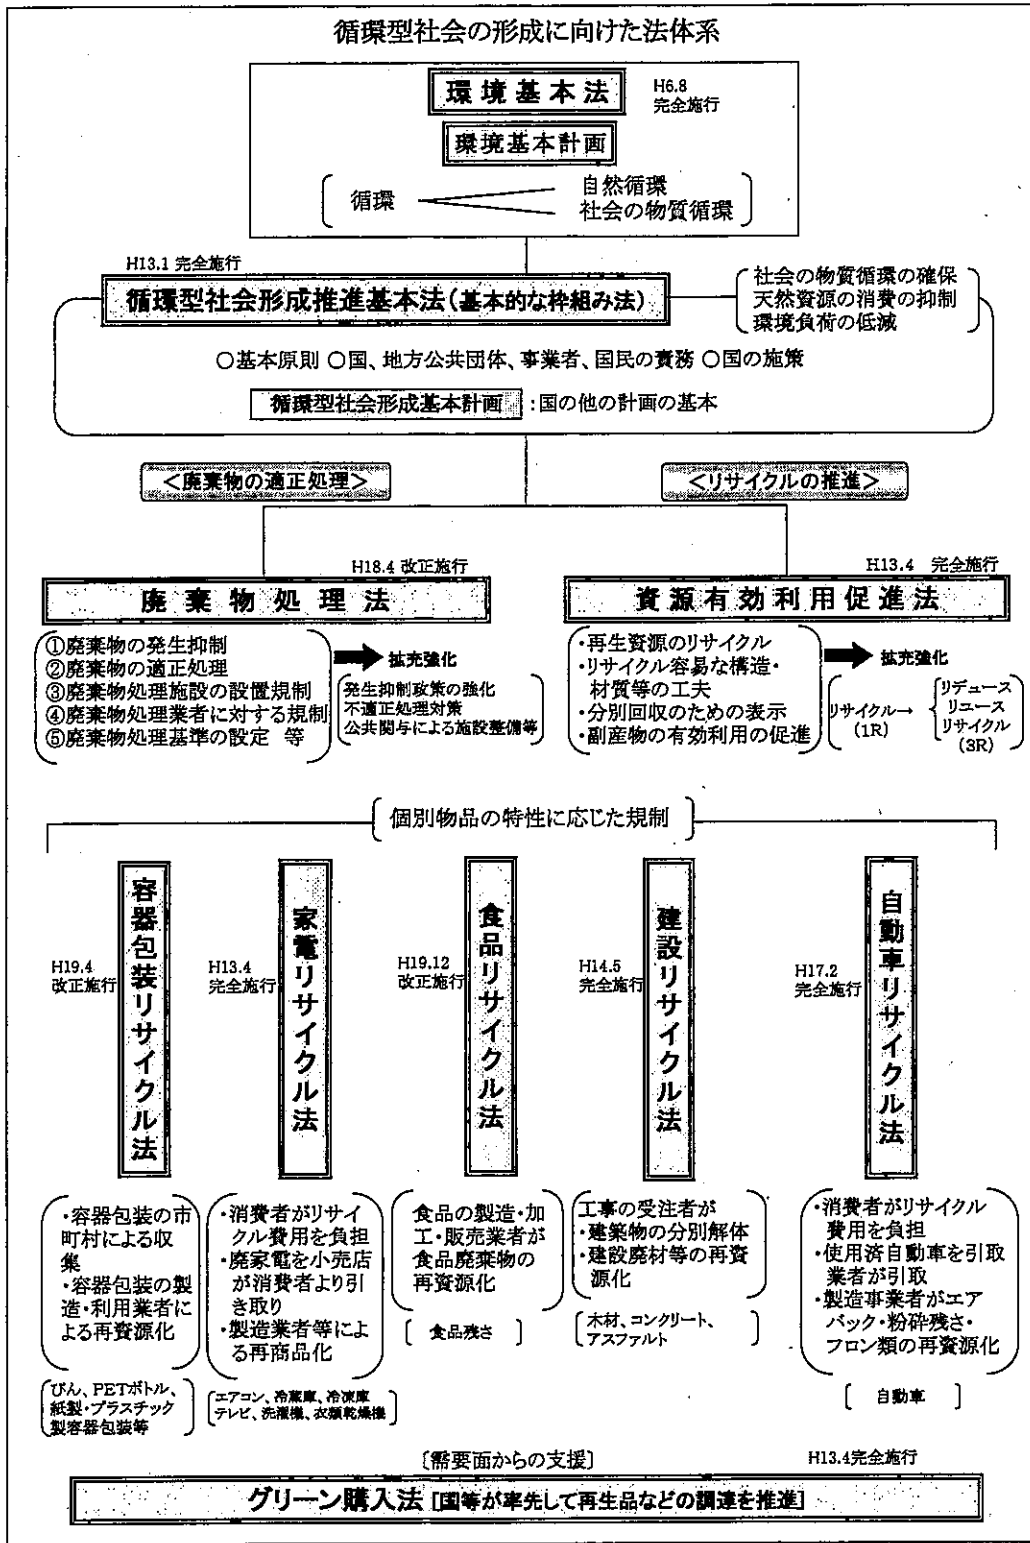 循環型社会の形成に向けた法体系
環境基本法
H6.8
完全施行
環境基本計画
循環
自然循環
社会の物質循環
H13.1 完全施行
循環型社会形成推進基本法(基本的な枠組み法)
社会の物質循環の確保
天然資源の消費の抑制
環境負荷の低減
○基本原則 ○国、地方公共団体、事業者、国民の責務 ○国の施策
循環型社会形成基本計画 :国の他の計画の基本
<廃棄物の適正処理>
<リサイクルの推進>
H18.4 改正施行
廃棄物処理法
①廃棄物の発生抑制
②廃棄物の適正処理
③廃棄物処理施設の設置規制
④廃棄物処理業者に対する規制
⑤廃棄物処理基準の設定 等
拡充強化
発生抑制政策の強化
不適正処理対策
公共関与による施設整備等
H13.4 完全施行
資源有効利用促進法
・再生資源のリサイクル
・リサイクル容易な構造・
材質等の工夫
・分別回収のための表示
・副産物の有効利用の促進
拡充強化
リサイクル→
(1R)
リデュース
リユース
リサイクル
(3R)
個別物品の特性に応じた規制
容器包装リサイクル法
H19.4
改正施行
・容器包装の市
町村による収
集
・容器包装の製
造・利用業者に
よる再資源化
びん、PETボトル、
紙製・プラスチック
製容器包装等
家電リサイクル法
H13.4
完全施行
・消費者がリサイ
クル費用を負担
・廃家電を小売店
が消費者より引
き取り
・製造業者等によ
る再商品化
エアコン、冷蔵庫、冷凍庫
テレビ、洗濯機、衣類乾燥機
食品リサイクル法
H19.12
改正施行
食品の製造・加
工・販売業者が
食品廃棄物の
再資源化
食品残さ
建設リサイクル法
H14.5
完全施行
工事の受注者が
・建築物の分別解体
・建設廃材等の再資
源化
木材、コンクリート、
アスファルト
自動車リサイクル法
H17.2
完全施行
・消費者がリサイクル
費用を負担
・使用済自動車を引取
業者が引取
・製造事業者がエア
バック・粉砕残さ・
フロン類の再資源化
自動車
〔需要面からの支援〕
H13.4完全施行
グリーン購入法 [国等が率先して再生品などの調達を推進]